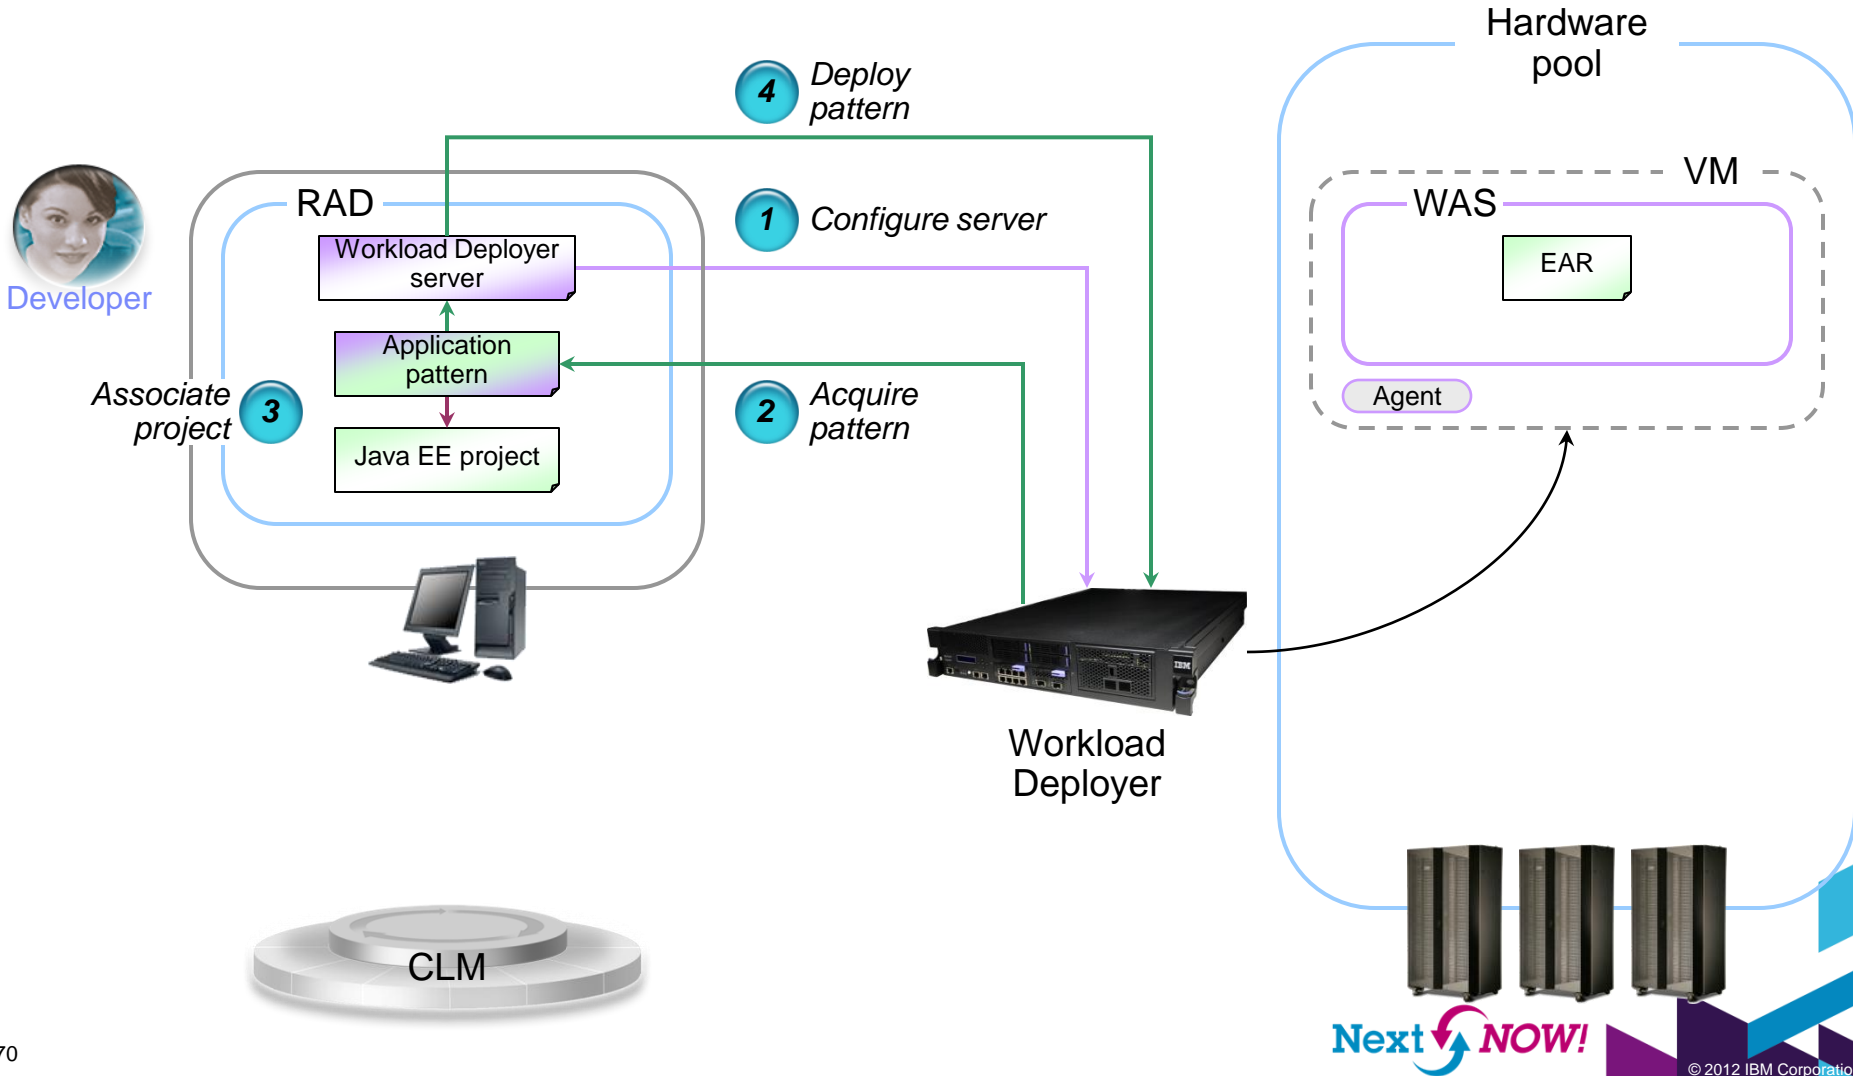 Hardware
pool
4
Deploy
pattern
VM
RAD
WAS
1
Configure server
Workload Deployer
server
EAR
Developer
Application
pattern
Associate
project
3
2
Acquire
pattern
Agent
Java EE project
IBM
Workload
Deployer
CLM
Next NOW!
70
© 2012 IBM Corporatio